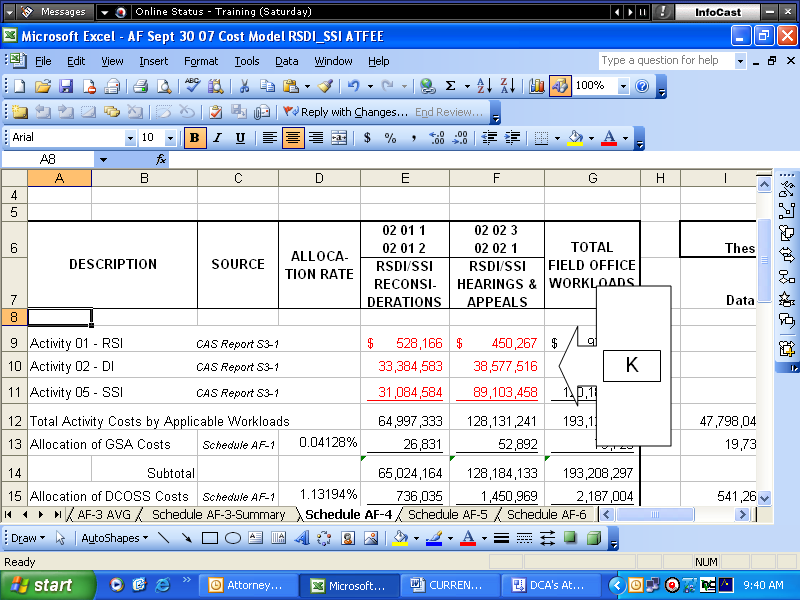 Messages Online Status - Training (Saturday) InfoCast
Microsoft Excel - AF Sept 30 07 Cost Model RSDI_SSI ATFEE
File Edit View Insert Format Tools Data Window Help Type a question for help
100%
Reply with Changes... End Review...
Arial 10 B I U $ % ,
A8 fx
A B C D E F G H I
4
5
6 DESCRIPTION SOURCE ALLOCA-TION RATE 02 01 1 02 03 3 TOTAL Thes
02 01 2 02 02 1 FIELD OFFICE
7 RSDI/SSI RSDI/SSI WORKLOADS Data
RECONSI- HEARINGS &
DERATIONS APPEALS
8
9 Activity 01 - RSI CAS Report S3-1 $ 528,166 $ 450,267 $
10 Activity 02 - DI CAS Report S3-1 33,384,583 38,577,516
11 Activity 05 - SSI CAS Report S3-1 31,084,584 89,103,458
K
12 Total Activity Costs by Applicable Workloads 64,997,333 128,131,241 47,798,04
13 Allocation of GSA Costs Schedule AF-1 0.04128% 26,831 52,892 19,73
14 Subtotal 65,024,164 128,184,133 193,208,297
15 Allocation of DCOSS Costs Schedule AF-1 1.13194% 736,035 1,450,969 2,187,004 541,26
AF-3 AVG Schedule AF-3-Summary Schedule AF-4 Schedule AF-5 Schedule AF-6
Draw AutoShapes
Ready NUM
start Attorney... Microsoft... CURREN... DCA's At... 9:40 AM